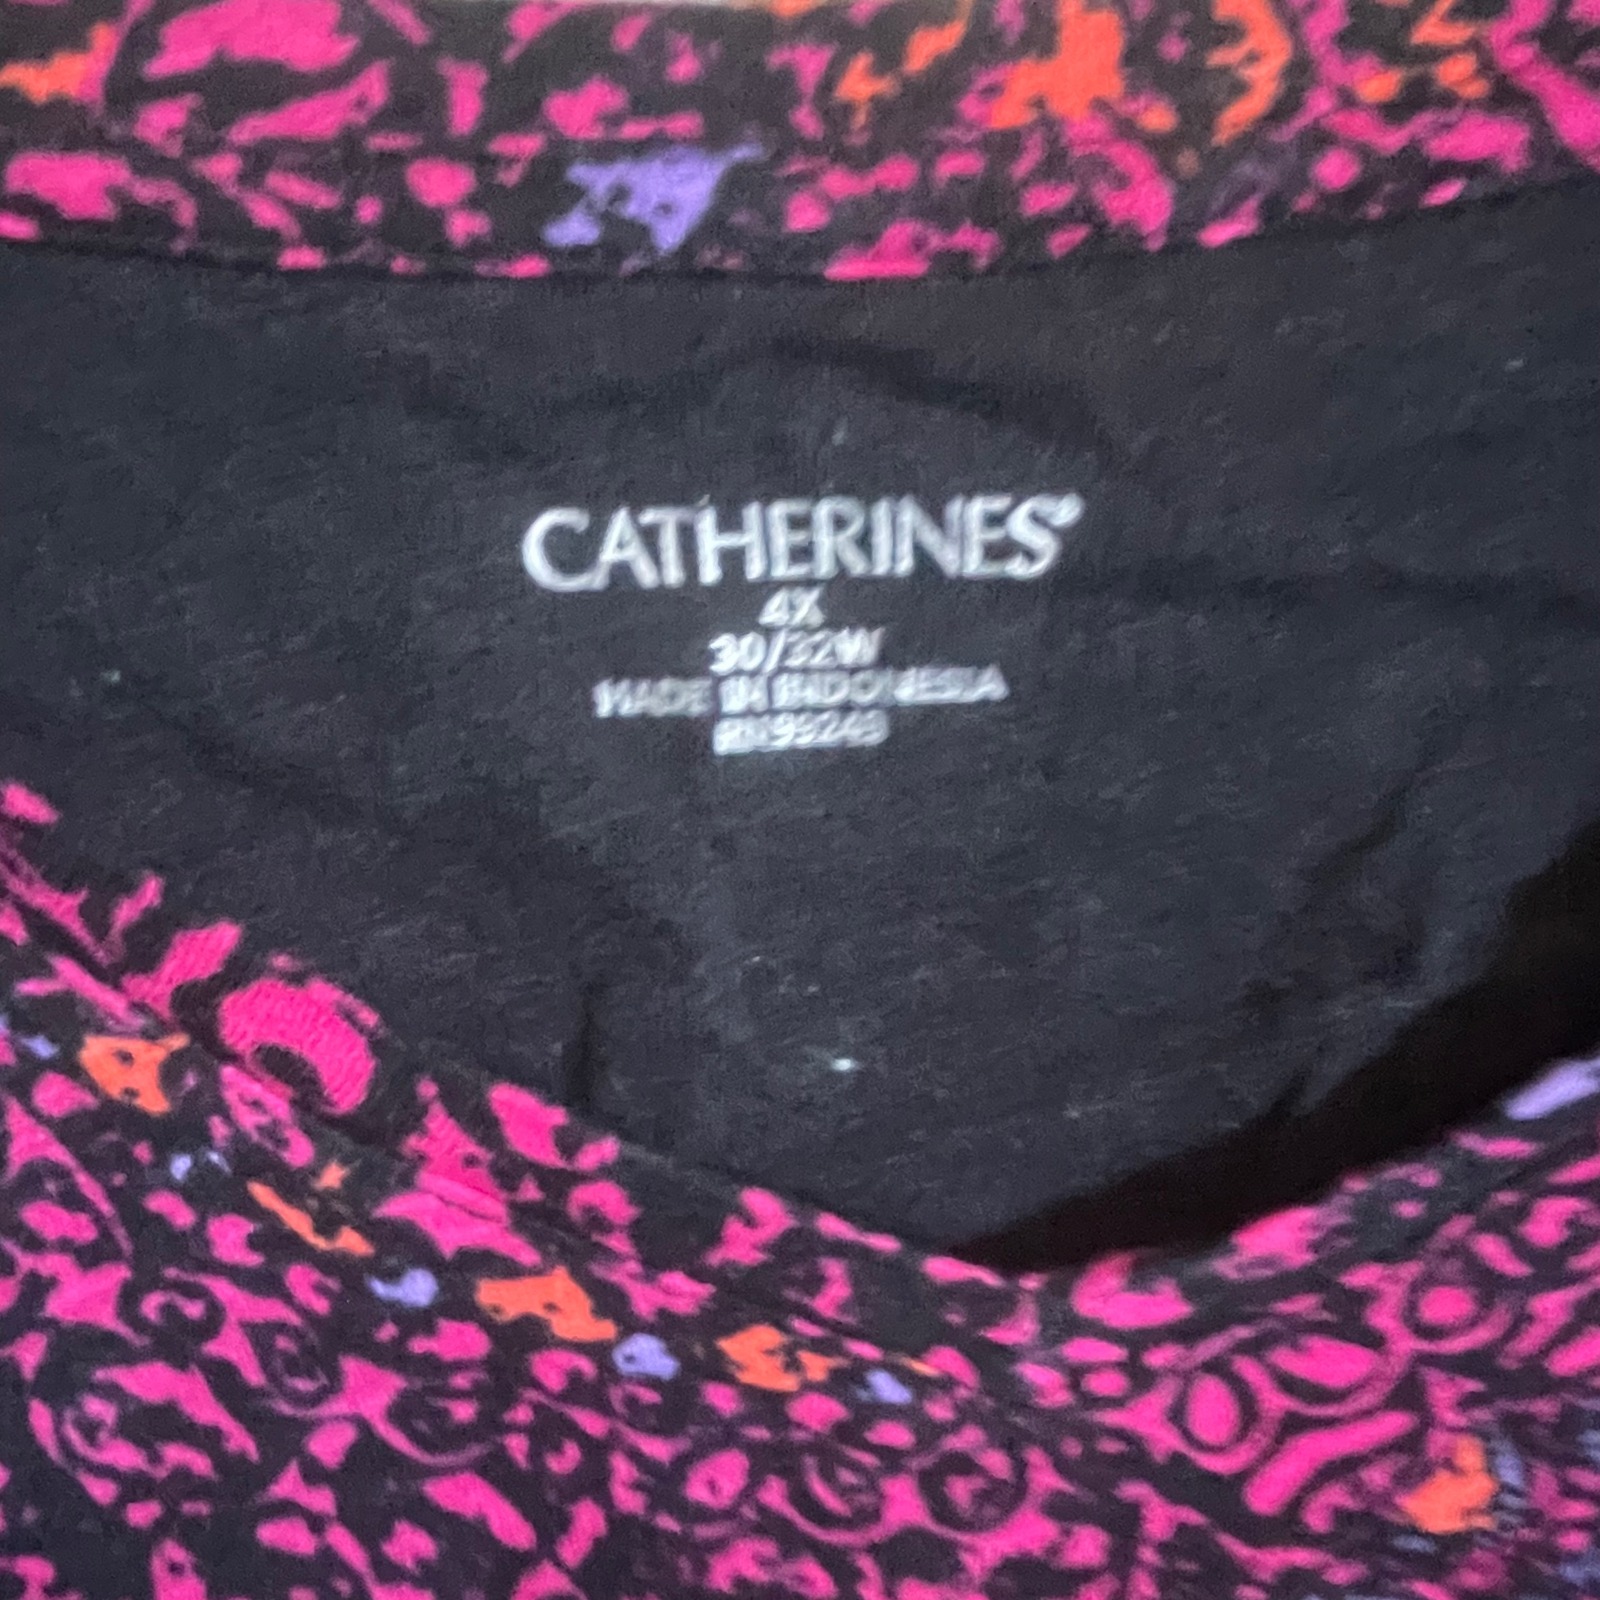 CATHERINES®
4X
30/32W
MADE IN INDONESIA